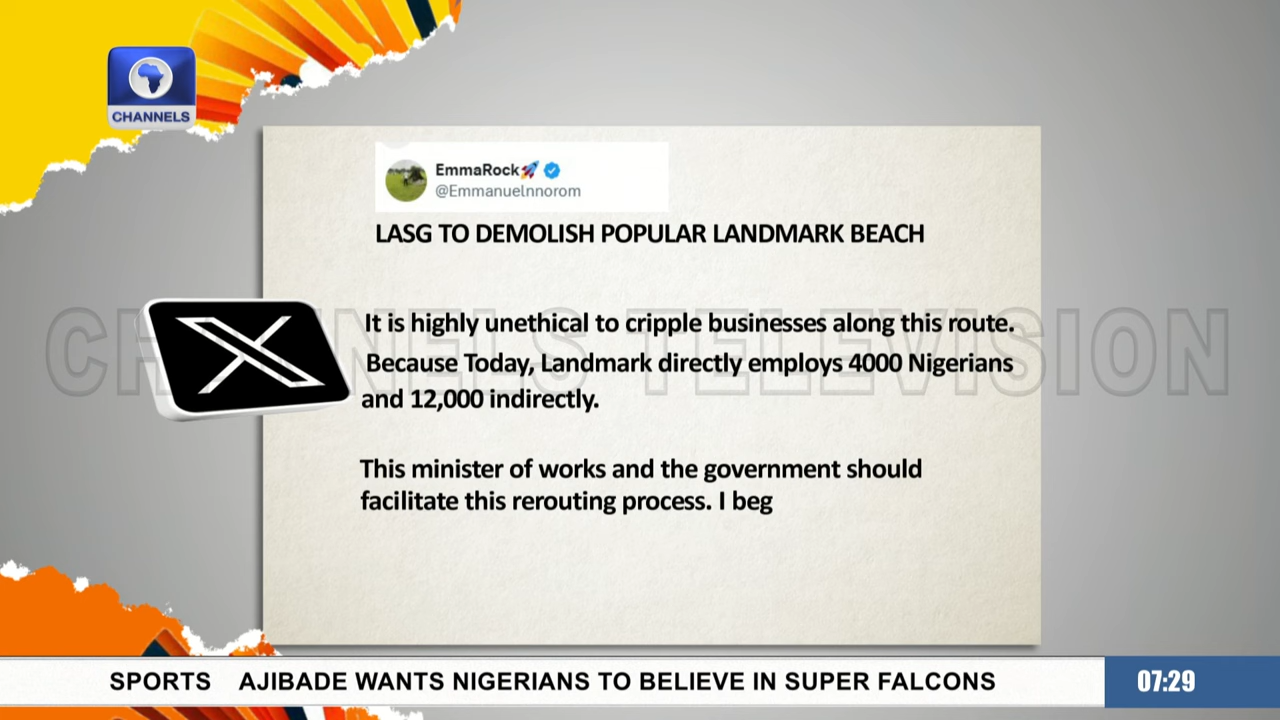 CHANNELS
EmmaRock🚀
@Emmanuelnnorom
LASG TO DEMOLISH POPULAR LANDMARK BEACH
CHANNELS TELEVISION
It is highly unethical to cripple businesses along this route.
Because Today, Landmark directly employs 4000 Nigerians
and 12,000 indirectly.
This minister of works and the government should
facilitate this rerouting process. I beg
SPORTS AJIBADE WANTS NIGERIANS TO BELIEVE IN SUPER FALCONS
07:29